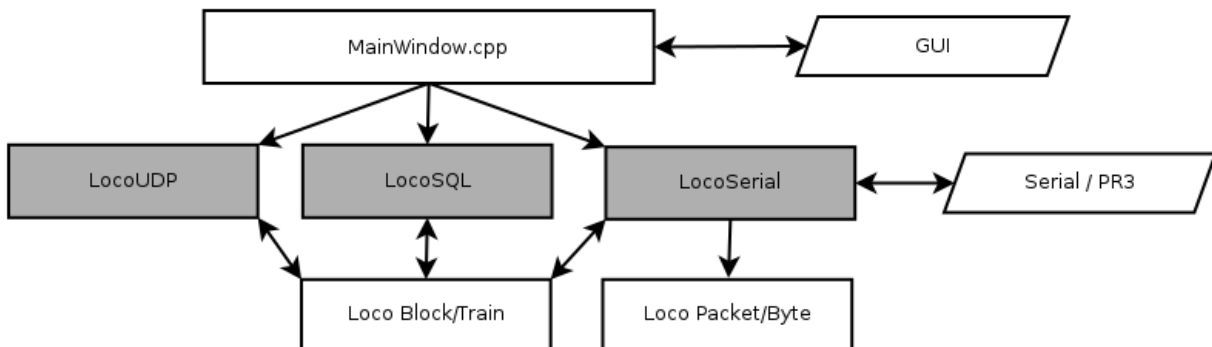 MainWindow.cpp
GUI
LocoUDP
LocoSQL
LocoSerial
Serial / PR3
Loco Block/Train
Loco Packet/Byte